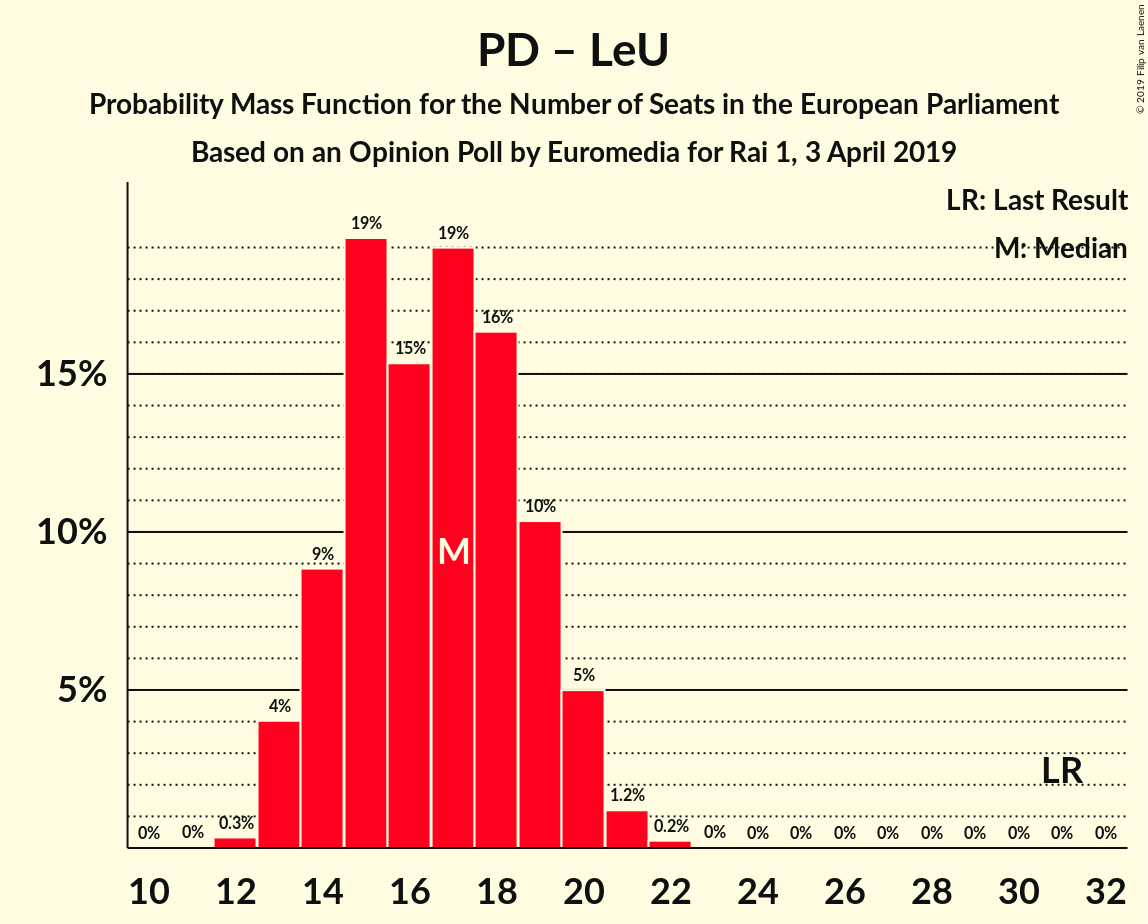 PD – LeU
Probability Mass Function for the Number of Seats in the European Parliament
Based on an Opinion Poll by Euromedia for Rai 1, 3 April 2019
© 2019 Filip van Laenen
LR: Last Result
M: Median
15%
10%
5%
0%
0%
0.3%
4%
9%
19%
15%
19%
16%
10%
5%
1.2%
0.2%
0%
0%
0%
0%
0%
0%
0%
0%
0%
0%
M
LR
10 12 14 16 18 20 22 24 26 28 30 32